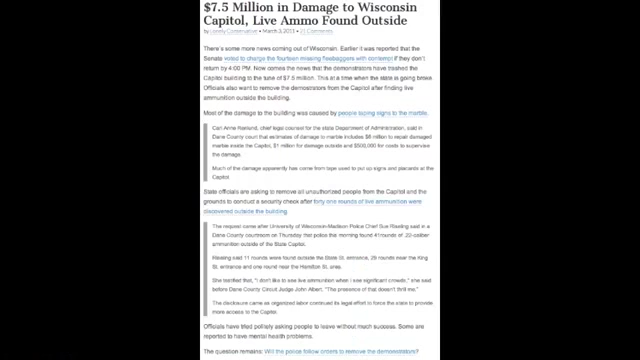 $7.5 Million in Damage to Wisconsin
Capitol, Live Ammo Found Outside
by Lonely Conservative • March 3, 2011 • 21 Comments
There's some more news coming out of Wisconsin. Earlier it was reported that the
Senate voted to charge the fourteen missing fleebaggers with contempt if they don't
return by 4:00 PM. Now comes the news that the demonstrators have trashed the
Capitol building to the tune of $7.5 million. This at a time when the state is going broke.
Officials also want to remove the demostrators from the Capitol after finding live
ammunition outside the building.
Most of the damage to the building was caused by people taping signs to the marble.
Cari Anne Renlund, chief legal counsel for the state Department of Administration, said in
Dane County court that estimates of damage to marble includes $6 million to repair damaged
marble inside the Capitol, $1 million for damage outside and $500,000 for costs to supervise
the damage.
Much of the damage apparently has come from tape used to put up signs and placards at the
Capitol.
State officials are asking to remove all unauthorized people from the Capitol and the
grounds to conduct a security check after forty one rounds of live ammunition were
discovered outside the building.
The request came after University of Wisconsin-Madison Police Chief Sue Riseling said in a
Dane County courtroom on Thursday that police this morning found 41rounds of .22-caliber
ammunition outside of the State Capitol.
Riseling said 11 rounds were found outside the State St. entrance, 29 rounds near the King
St. entrance and one round near the Hamilton St. area.
She testified that, "I don't like to see live ammunition when I see significant crowds," she said
before Dane County Circuit Judge John Albert. "The presence of that doesn't thrill me."
The disclosure came as organized labor continued its legal effort to force the state to provide
more access to the Capitol.
Officials have tried politely asking people to leave without much success. Some are
reported to have mental health problems.
The question remains: Will the police follow orders to remove the demonstrators?